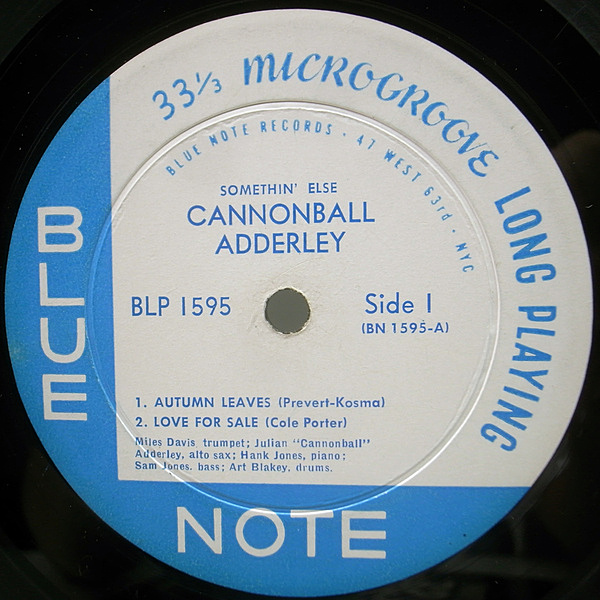 33⅓ MICROGROOVE LONG PLAYING
BLUE NOTE RECORDS · 47 WEST 63rd · NYC
SOMETHIN' ELSE
CANNONBALL
ADDERLEY
BLP 1595
Side 1
(BN 1595-A)
1. AUTUMN LEAVES (Prevert-Kosma)
2. LOVE FOR SALE (Cole Porter)
Miles Davis, trumpet; Julian "Cannonball"
Adderley, alto sax; Hank Jones, piano;
Sam Jones, bass; Art Blakey, drums.
BLUE
NOTE